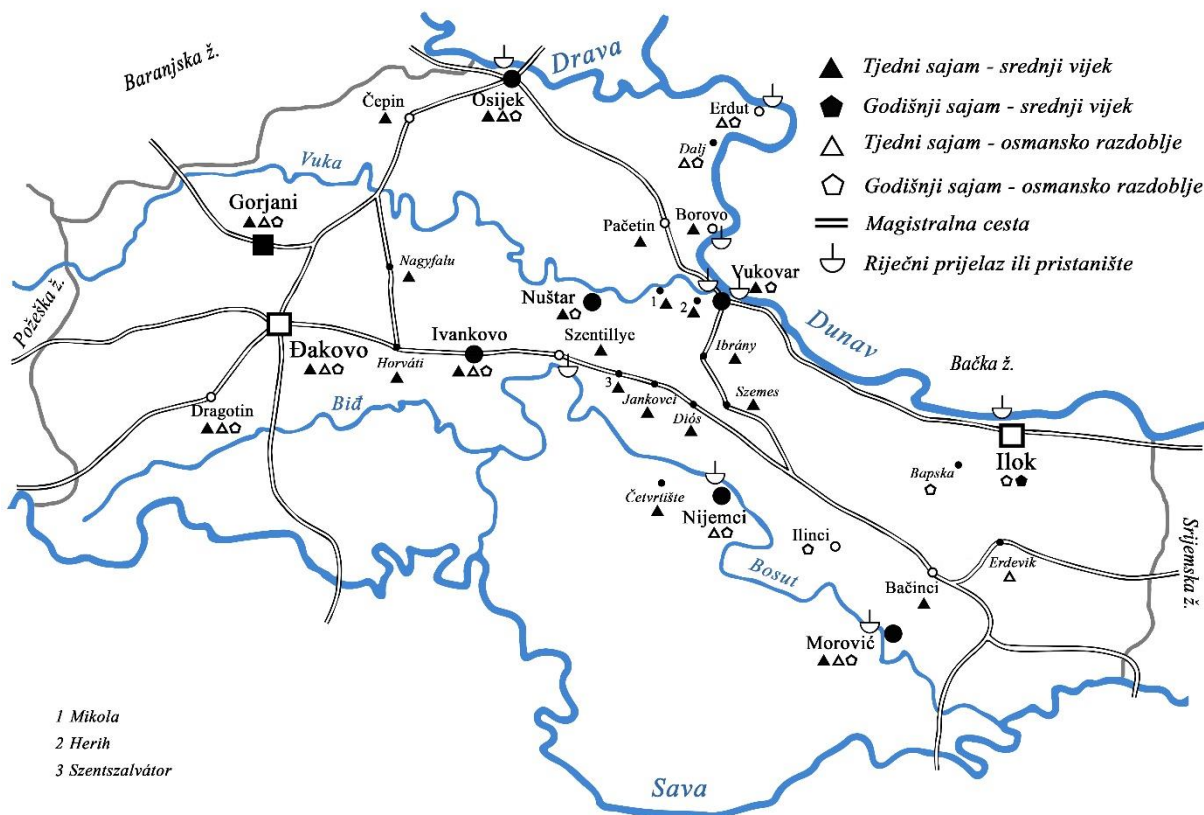 Baranjska ž.
Drava
Erdut
Čepin
Osijek
Dalj
Vuka
Gorjani
Požeška ž.
Pačetin
Borovo
Nagyfalu
Nuštar
1
2
Vukovar
Szentillye
Dunav
Đakovo
Horváti
Ivankovo
Ibrány
Bačka ž.
3
Jankovci
Diós
Szemes
Dragotin
Biđ
Bapska
Ilok
Četvrtište
Nijemci
Ilinci
Srijemska ž.
Bosut
Erdevik
Bačinci
Morović
Sava
Tjedni sajam - srednji vijek
Godišnji sajam - srednji vijek
Tjedni sajam - osmansko razdoblje
Godišnji sajam - osmansko razdoblje
Magistralna cesta
Riječni prijelaz ili pristanište
1 Mikola
2 Herih
3 Szentszalvátor